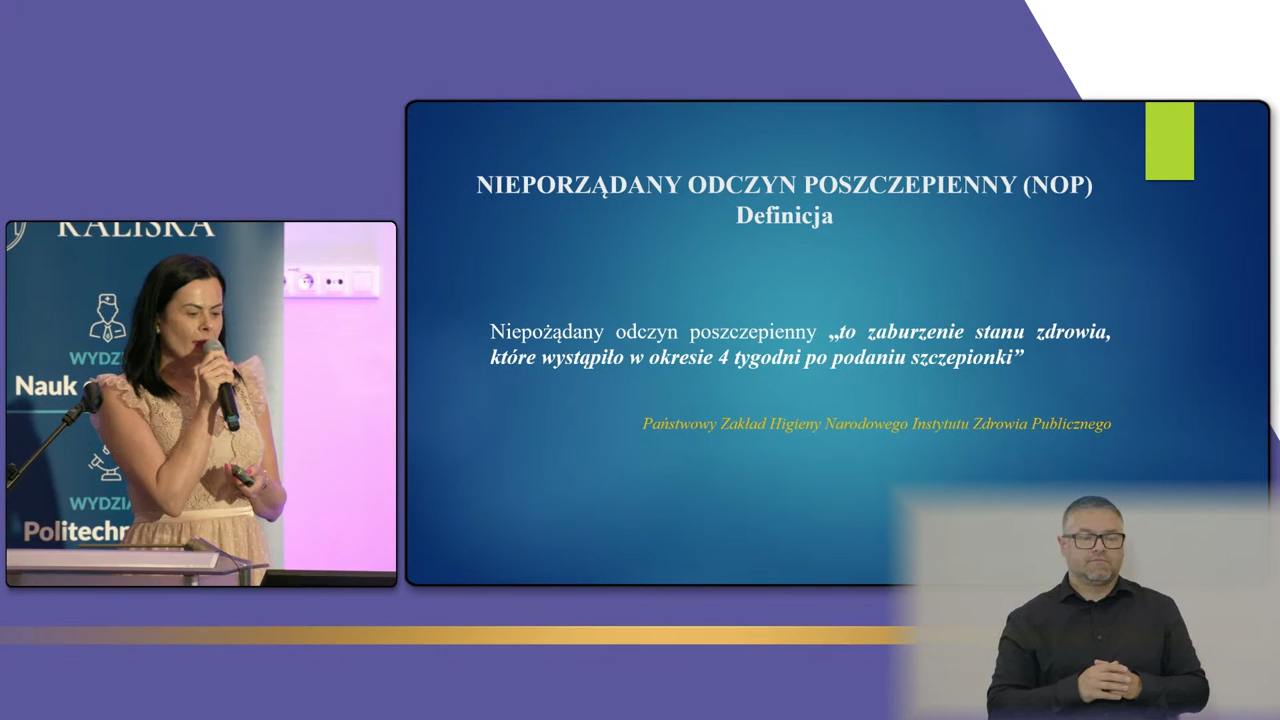 KALISKA
WYDZI
Nauk
WYDZIA
Politechn
NIEPORZĄDANY ODCZYN POSZCZEPIENNY (NOP)
Definicja
Niepożądany odczyn poszczepienny „to zaburzenie stanu zdrowia,
które wystąpiło w okresie 4 tygodni po podaniu szczepionki”
Państwowy Zakład Higieny Narodowego Instytutu Zdrowia Publicznego